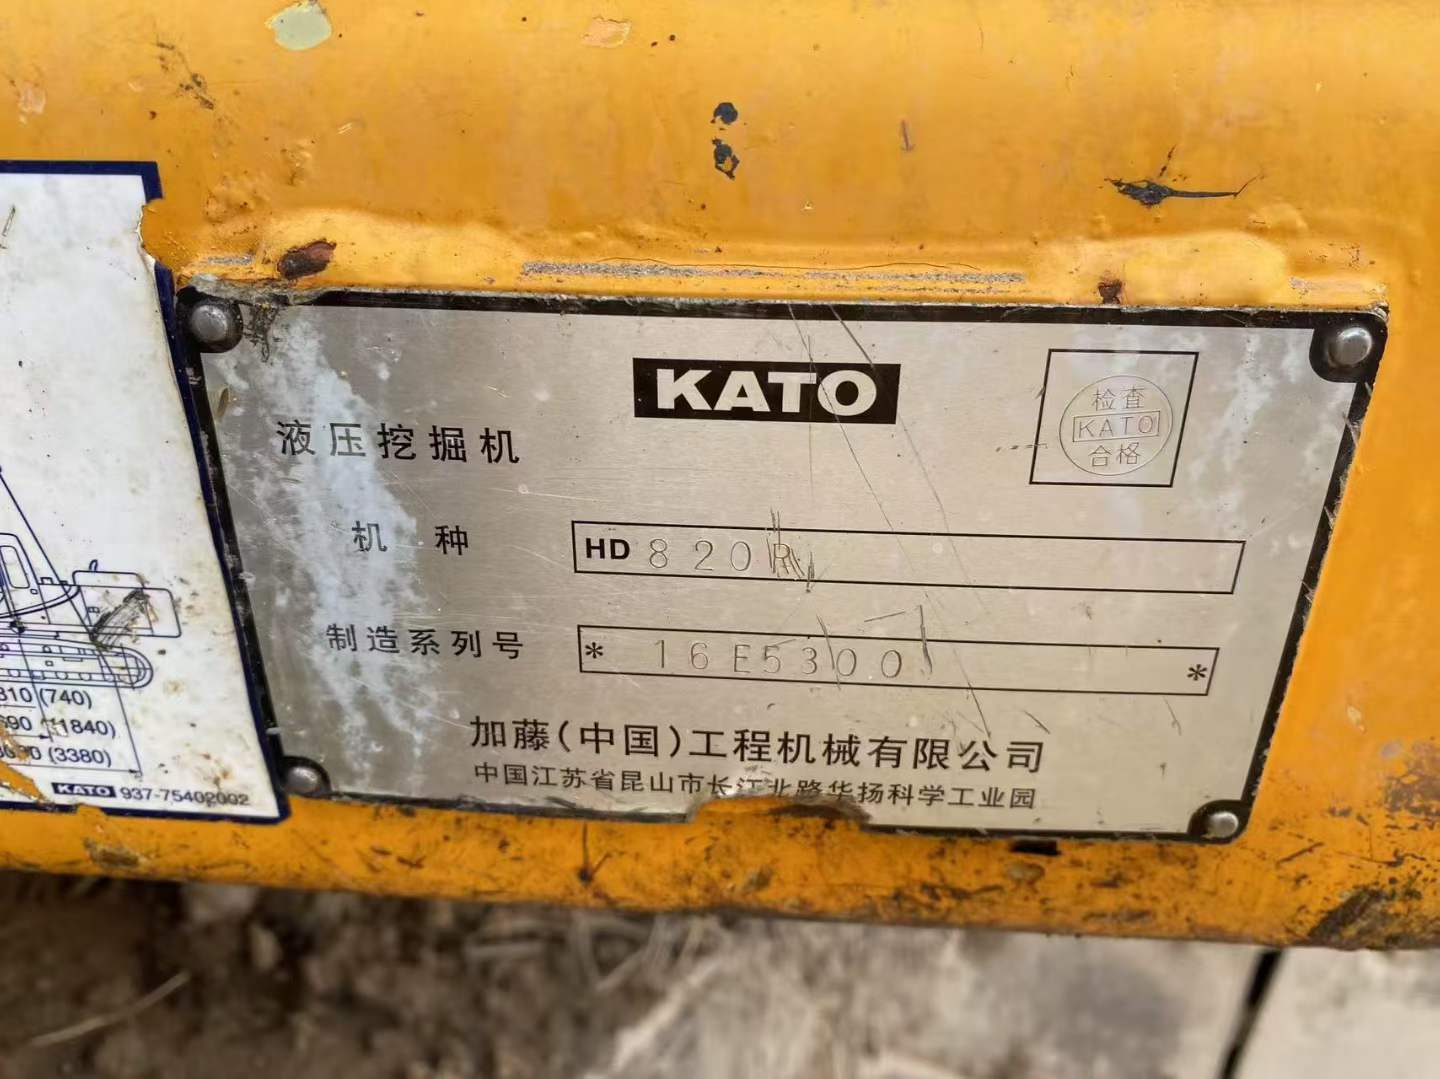 KATO
检查
KATO
合格
液压挖掘机
机 种 HD 820R
制造系列号 * 16E5300 *
加藤(中国)工程机械有限公司
中国江苏省昆山市长江北路华扬科学工业园
310 (740)
(11840)
(3380)
KATO 937-75402002